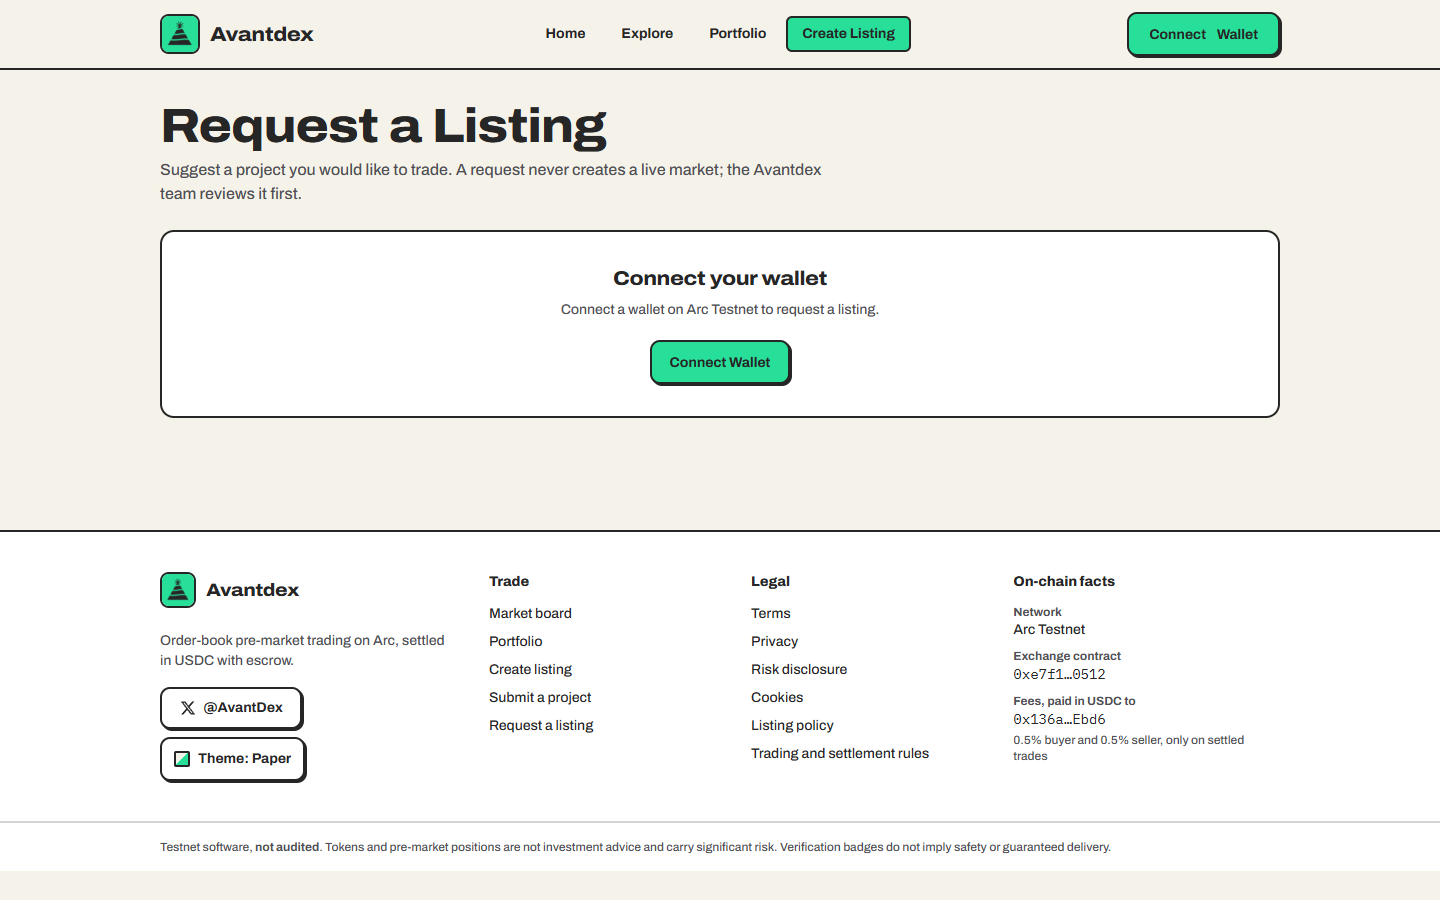 Avantdex
Home
Explore
Portfolio
Create Listing
Connect Wallet
Request a Listing
Suggest a project you would like to trade. A request never creates a live market; the Avantdex
team reviews it first.
Connect your wallet
Connect a wallet on Arc Testnet to request a listing.
Connect Wallet
Avantdex
Order-book pre-market trading on Arc, settled
in USDC with escrow.
@AvantDex
Theme: Paper
Trade
Market board
Portfolio
Create listing
Submit a project
Request a listing
Legal
Terms
Privacy
Risk disclosure
Cookies
Listing policy
Trading and settlement rules
On-chain facts
Network
Arc Testnet
Exchange contract
0xe7f1…0512
Fees, paid in USDC to
0x136a…Ebd6
0.5% buyer and 0.5% seller, only on settled
trades
Testnet software, not audited. Tokens and pre-market positions are not investment advice and carry significant risk. Verification badges do not imply safety or guaranteed delivery.